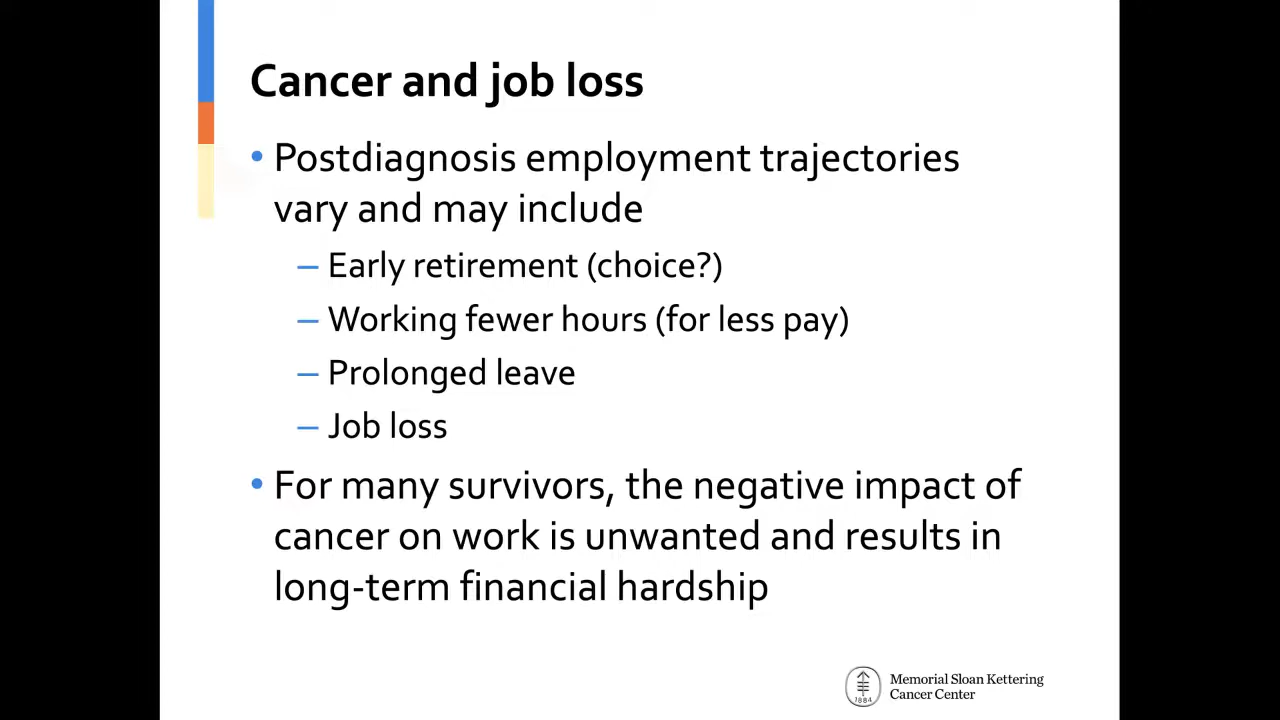 Cancer and job loss
• Postdiagnosis employment trajectories
vary and may include
– Early retirement (choice?)
– Working fewer hours (for less pay)
– Prolonged leave
– Job loss
• For many survivors, the negative impact of
cancer on work is unwanted and results in
long-term financial hardship
1884
Memorial Sloan Kettering
Cancer Center